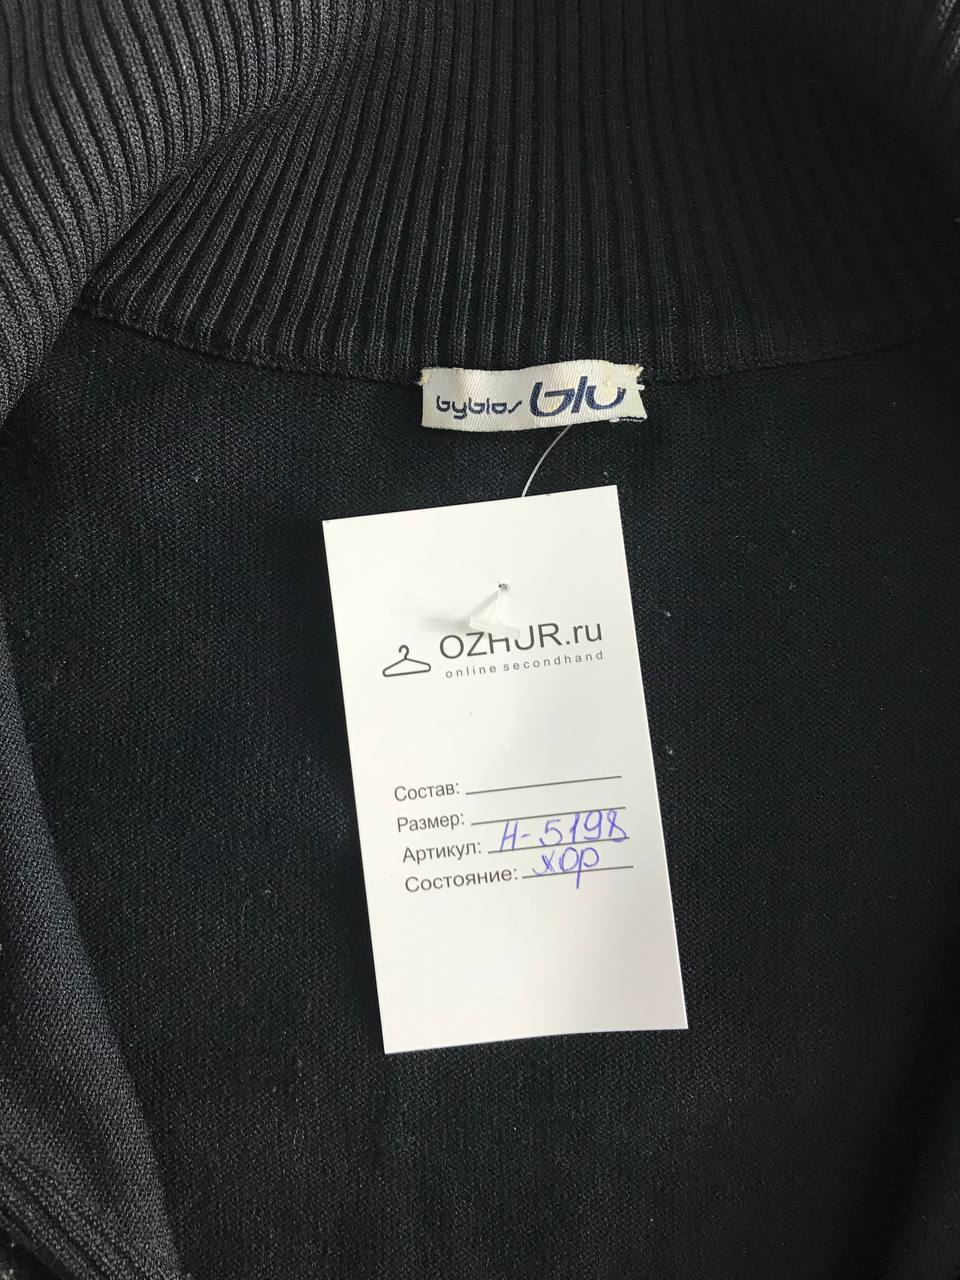 byblos blu
OZHUR.ru
online secondhand
Состав:
Размер:
Артикул: Н-5198
Состояние: хор